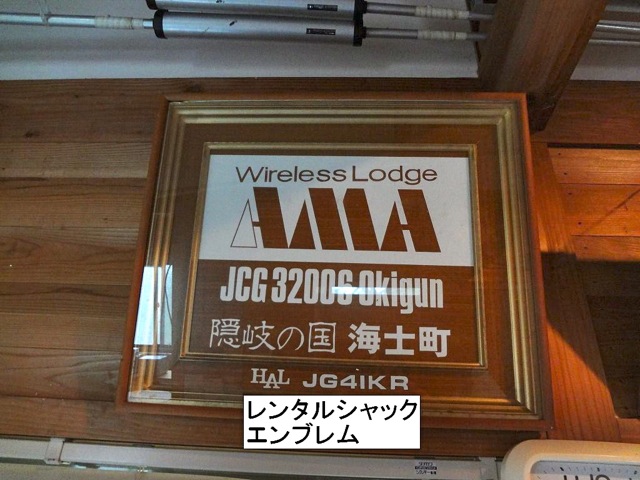 Wireless Lodge
AMA
JCG 32006 Okigun
隠岐の国 海士町
HAL JG4IKR
レンタルシャック
エンブレム